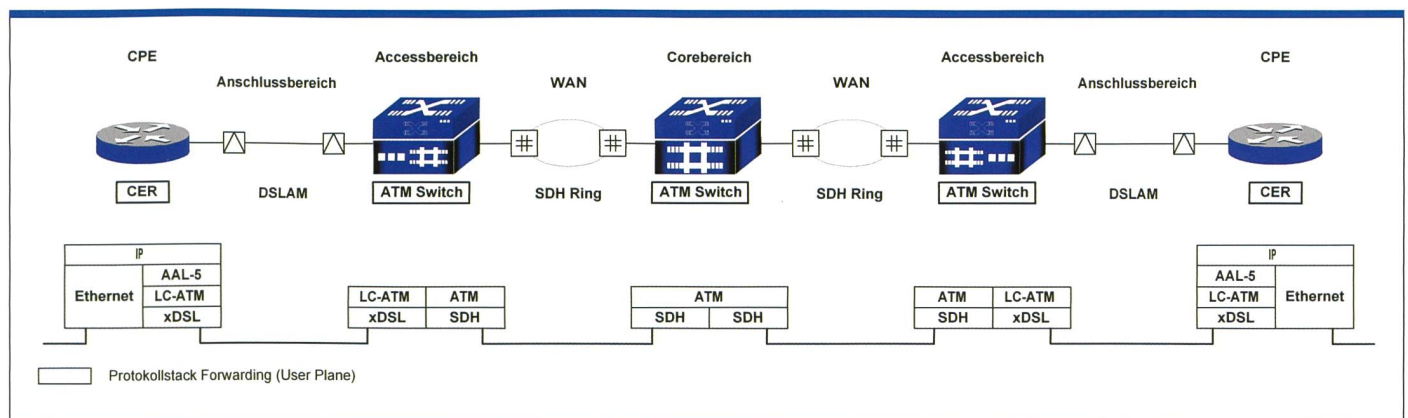 CPE Accessbereich Corebereich Accessbereich CPE
Anschlussbereich WAN WAN Anschlussbereich
CER DSLAM ATM Switch SDH Ring ATM Switch SDH Ring ATM Switch DSLAM CER
IP IP
AAL-5 AAL-5
Ethernet LC-ATM LC-ATM ATM ATM ATM LC-ATM LC-ATM Ethernet
xDSL xDSL SDH SDH SDH SDH xDSL xDSL
Protokollstack Forwarding (User Plane)